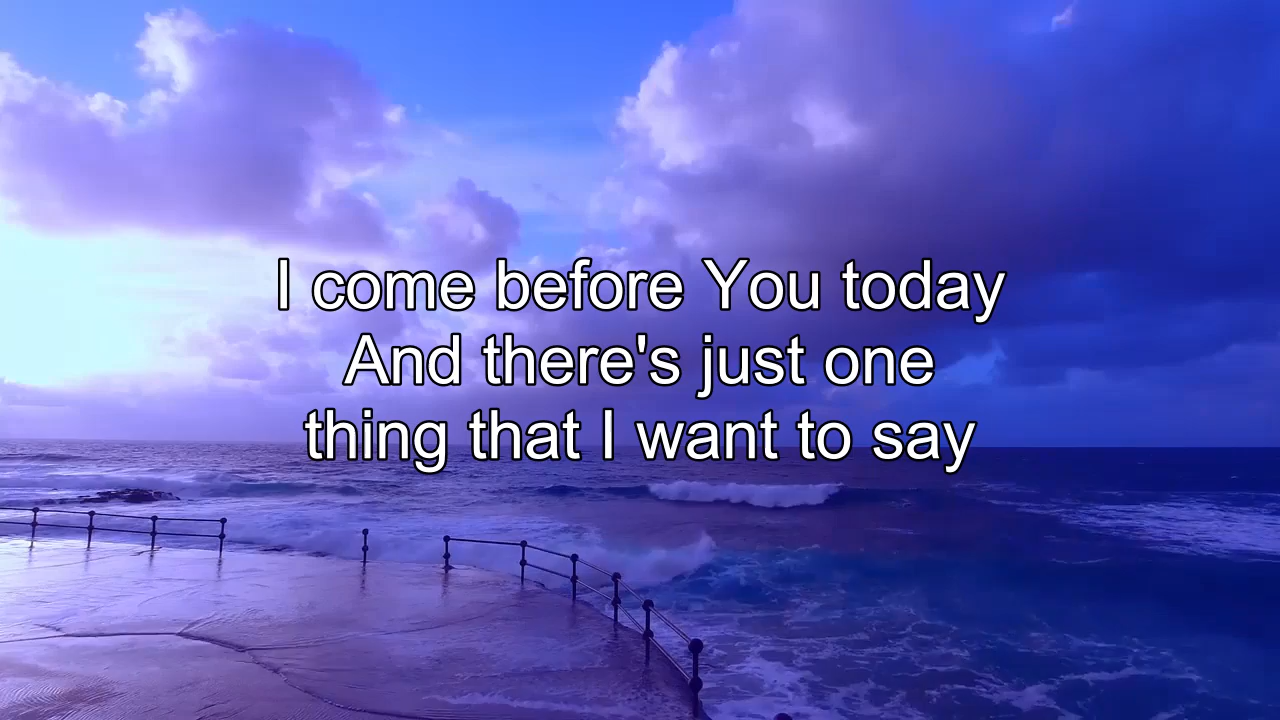 I come before You today
And there's just one
thing that I want to say